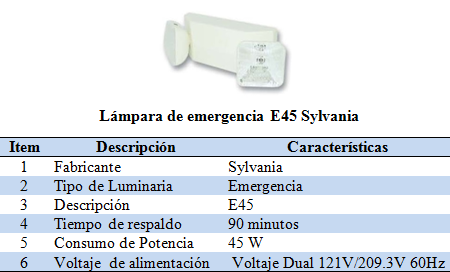 Lámpara de emergencia E45 Sylvania
Item Descripción Características
1 Fabricante Sylvania
2 Tipo de Luminaria Emergencia
3 Descripción E45
4 Tiempo de respaldo 90 minutos
5 Consumo de Potencia 45 W
6 Voltaje de alimentación Voltaje Dual 121V/209.3V 60Hz